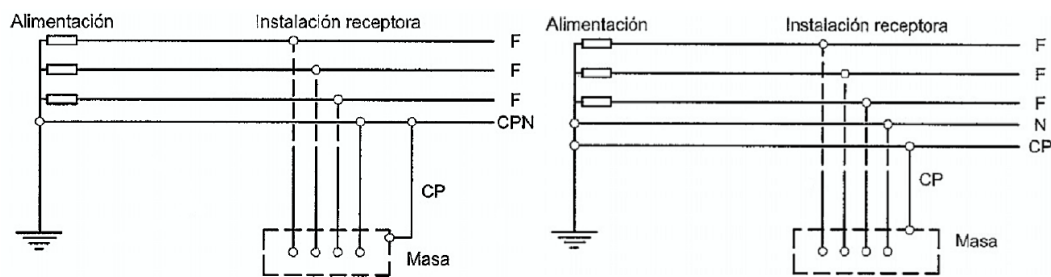 Alimentación Instalación receptora
F
F
F
CPN
CP
Masa
Alimentación Instalación receptora
F
F
F
N
CP
CP
Masa